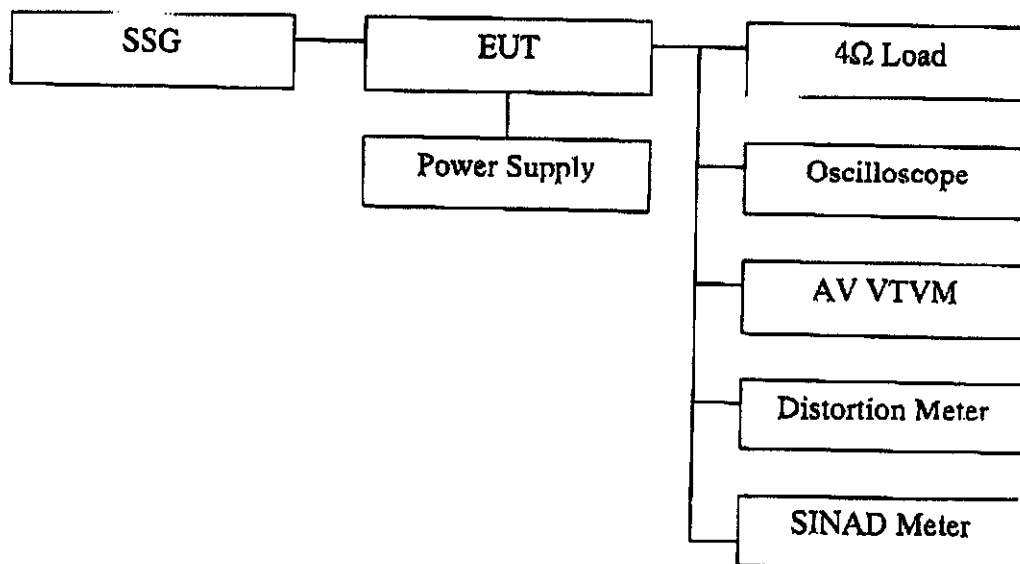 SSG
EUT
4Ω Load
Power Supply
Oscilloscope
AV VTVM
Distortion Meter
SINAD Meter